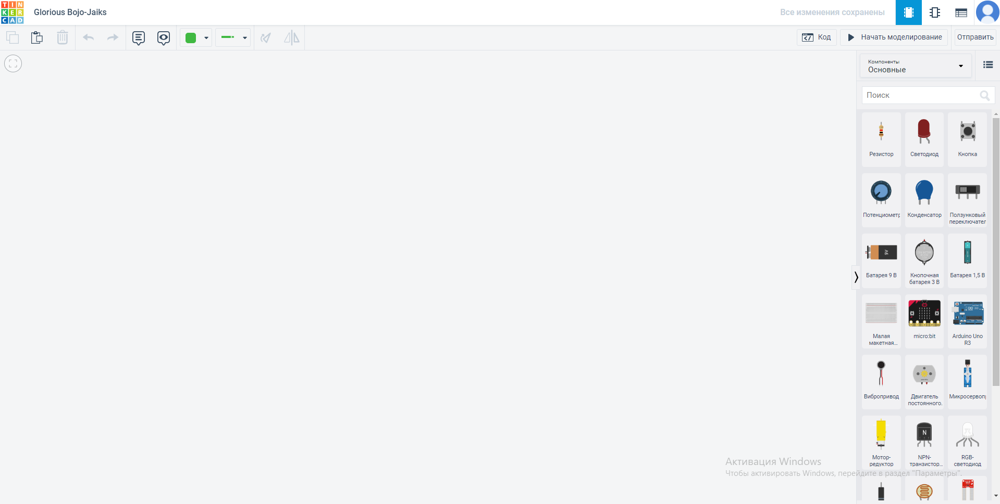 TIN
KER
CAD
Glorious Bojo-Jaiks
Все изменения сохранены
Код
Начать моделирование
Отправить
Компоненты
Основные
Поиск
Резистор
Светодиод
Кнопка
Потенциометр
Конденсатор
Ползунковый
переключател
9V
Батарея 9 В
Кнопочная
батарея 3 В
Батарея 1,5 В
Малая
макетная...
micro:bit
Arduino Uno
R3
Вибропривод
Двигатель
постоянного.
Микросервопр
N
Мотор-
редуктор
NPN-
транзистор...
RGB-
светодиод
Активация Windows
Чтобы активировать Windows, перейдите в раздел "Параметры".